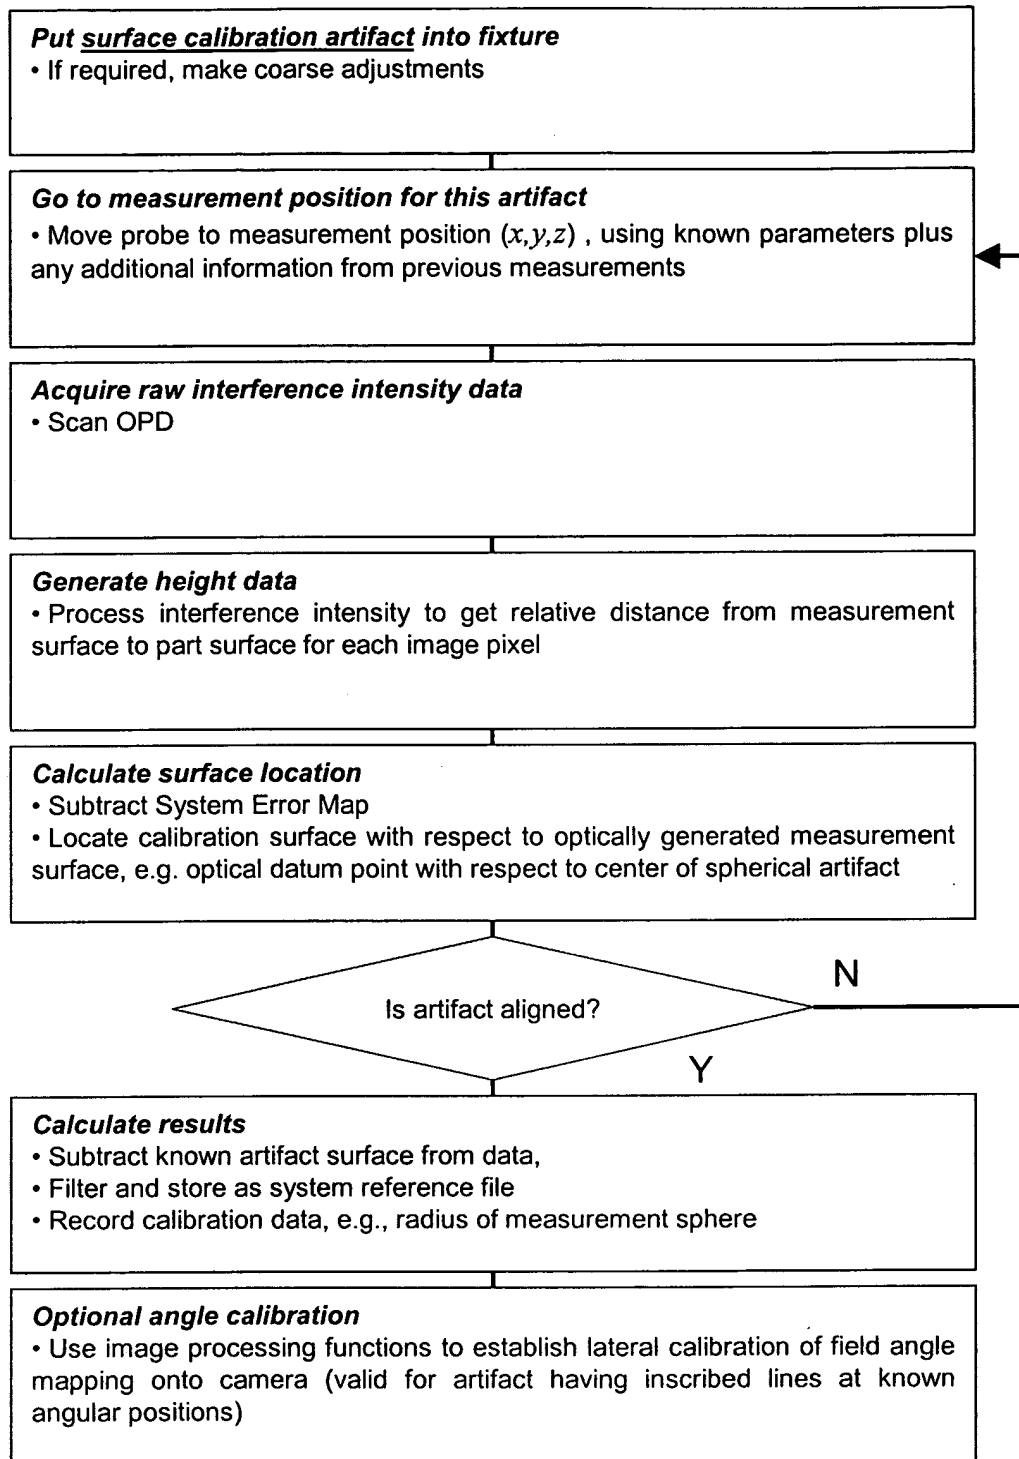 Put surface calibration artifact into fixture
• If required, make coarse adjustments
Go to measurement position for this artifact
• Move probe to measurement position (x,y,z) , using known parameters plus
any additional information from previous measurements
Acquire raw interference intensity data
• Scan OPD
Generate height data
• Process interference intensity to get relative distance from measurement
surface to part surface for each image pixel
Calculate surface location
• Subtract System Error Map
• Locate calibration surface with respect to optically generated measurement
surface, e.g. optical datum point with respect to center of spherical artifact
Is artifact aligned?
N
Y
Calculate results
• Subtract known artifact surface from data,
• Filter and store as system reference file
• Record calibration data, e.g., radius of measurement sphere
Optional angle calibration
• Use image processing functions to establish lateral calibration of field angle
mapping onto camera (valid for artifact having inscribed lines at known
angular positions)